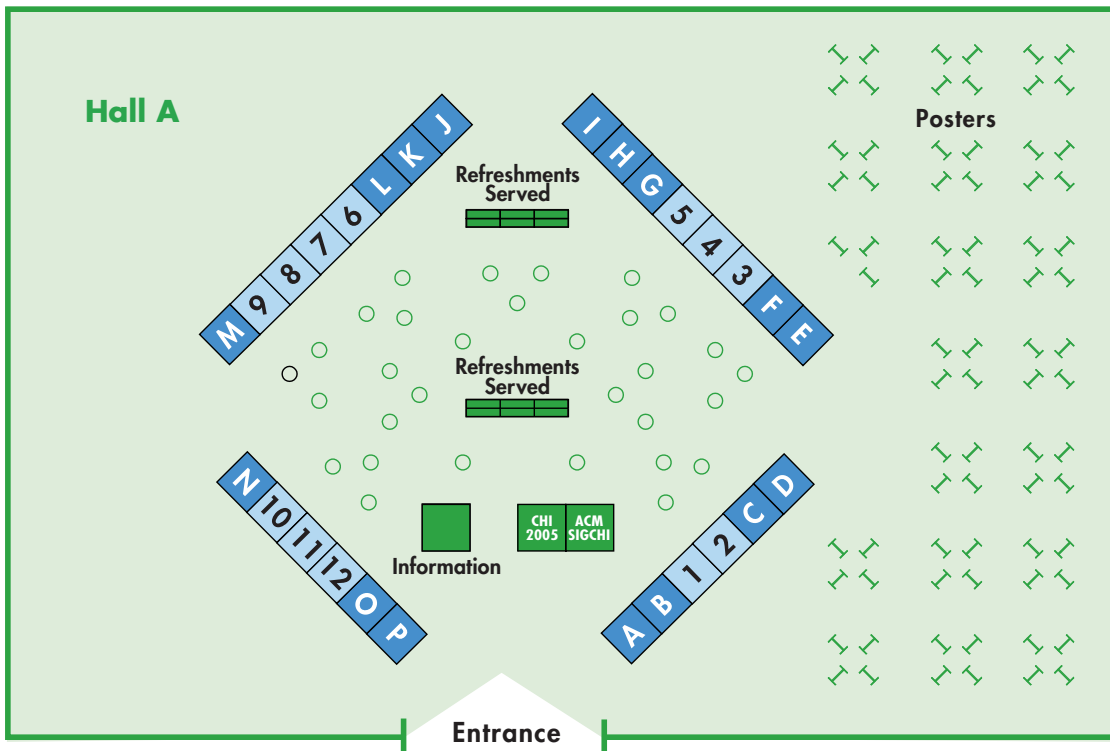 Hall A
Posters
Refreshments
Served
M 9 8 7 6 L K J
I H G 5 4 3 F E
Refreshments
Served
N 10 11 12 O P
A B 1 2 C D
CHI
2005
ACM
SIGCHI
Information
Entrance